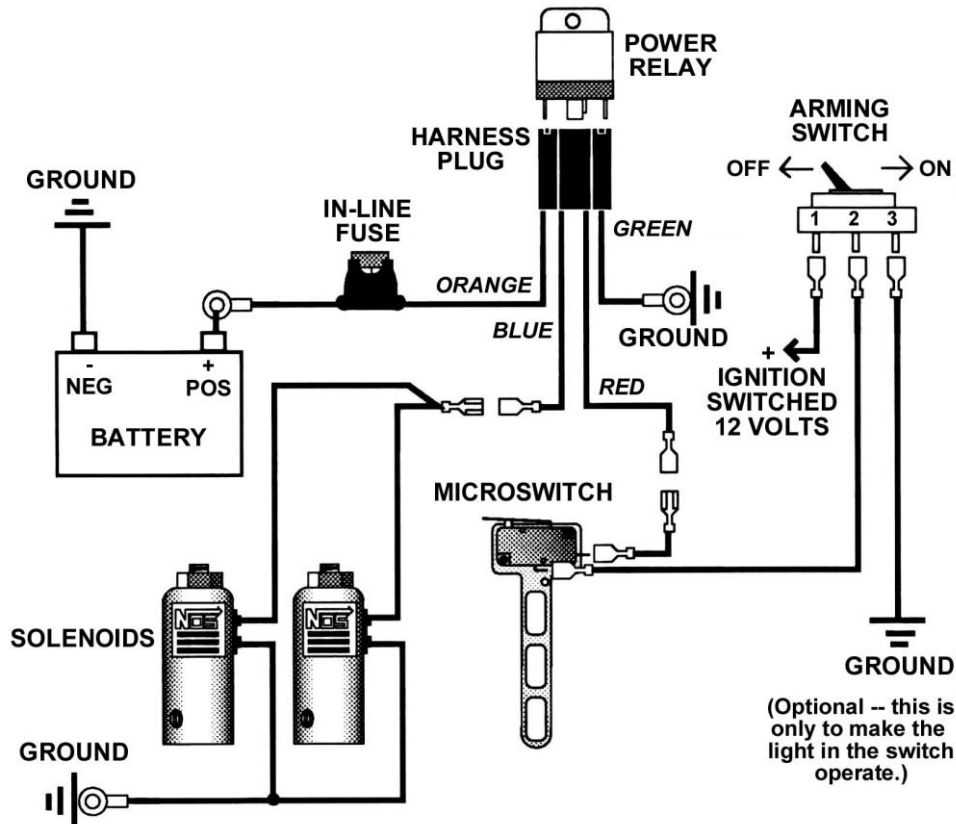 POWER
RELAY
ARMING
SWITCH
OFF
ON
HARNESS
PLUG
1 2 3
GROUND
IN-LINE
FUSE
GREEN
ORANGE
GROUND
BLUE
+
IGNITION
SWITCHED
12 VOLTS
- +
NEG POS
BATTERY
RED
MICROSWITCH
NOS NOS
SOLENOIDS
GROUND
GROUND
(Optional -- this is
only to make the
light in the switch
operate.)